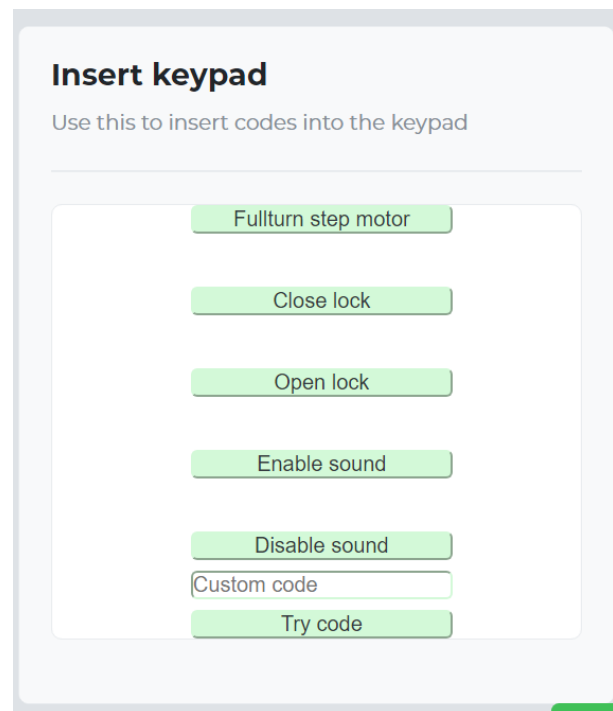 Insert keypad
Use this to insert codes into the keypad
Fullturn step motor
Close lock
Open lock
Enable sound
Disable sound
Custom code
Try code